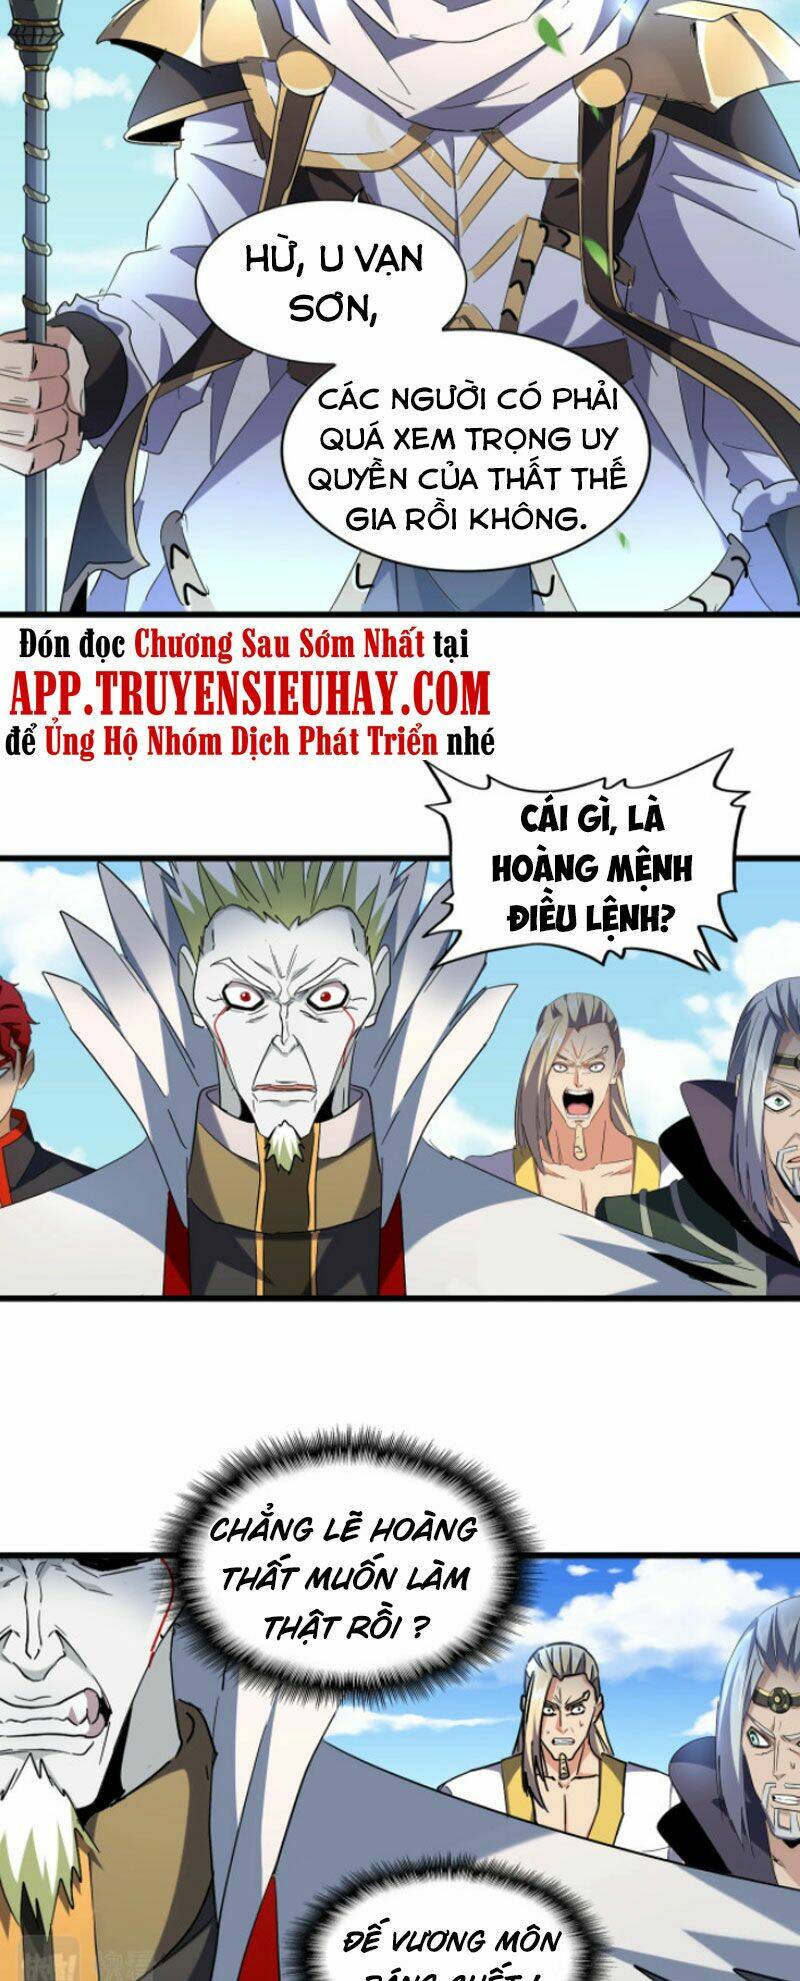 HỪ, U VẠN
SƠN,
CÁC NGƯỜI CÓ PHẢI
QUÁ XEM TRỌNG UY
QUYỀN CỦA THẤT THẾ
GIA RỒI KHÔNG.
Đón đọc Chương Sau Sớm Nhất tại
APP.TRUYENSIEUHAY.COM
để Ủng Hộ Nhóm Dịch Phát Triển nhé
CÁI GÌ, LÀ
HOÀNG MỆNH
ĐIỀU LỆNH?
CHẲNG LẼ HOÀNG
THẤT MUỐN LÀM
THẬT RỒI ?
ĐẾ VƯƠNG MÔN